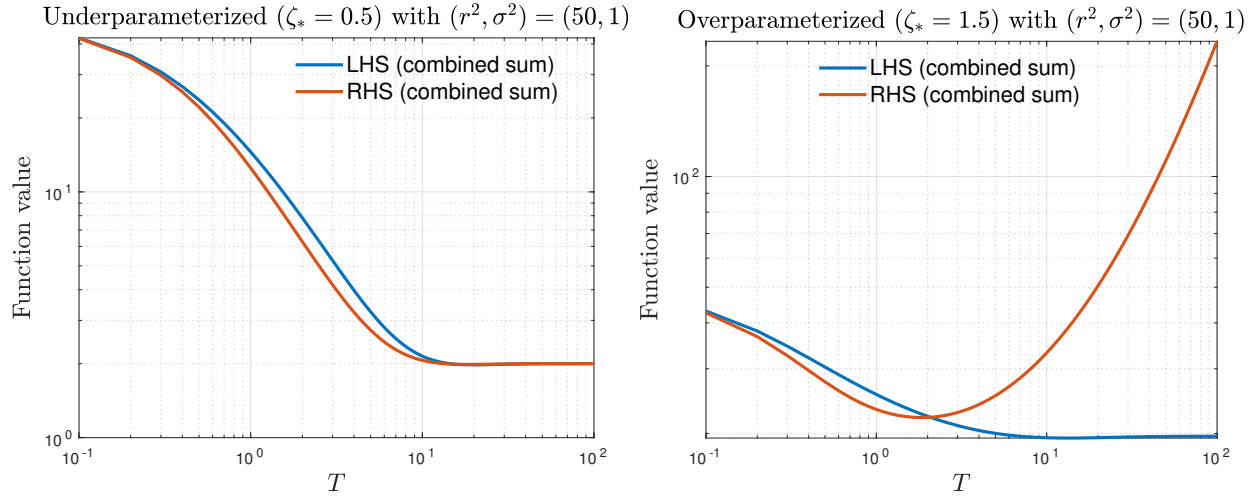 Underparameterized (ζ* = 0.5) with (r², σ²) = (50, 1)
LHS (combined sum)
RHS (combined sum)
Function value
10¹
10⁰
10⁻¹ 10⁰ 10¹ 10²
T
Overparameterized (ζ* = 1.5) with (r², σ²) = (50, 1)
LHS (combined sum)
RHS (combined sum)
Function value
10²
10⁻¹ 10⁰ 10¹ 10²
T